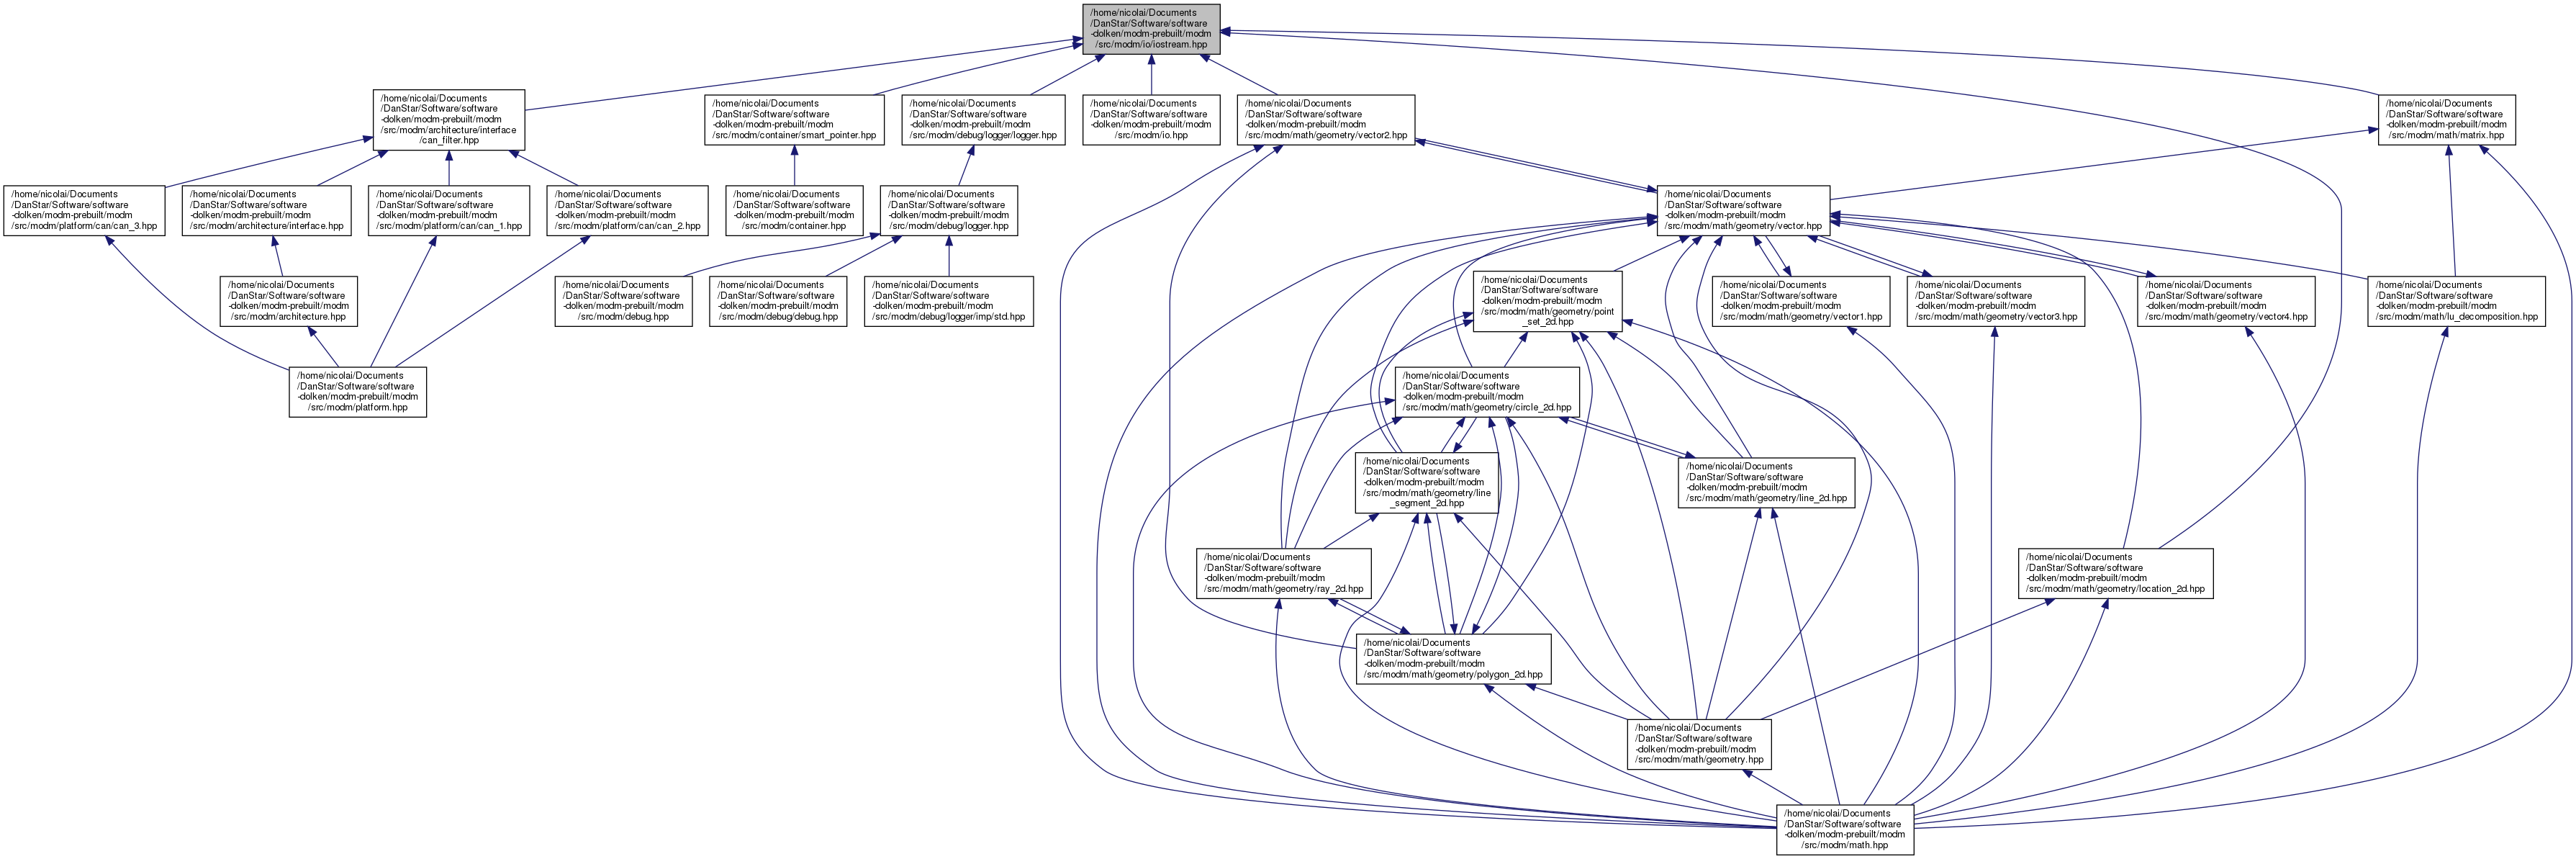 /home/nicolai/Documents
/DanStar/Software/software
-dolken/modm-prebuilt/modm
/src/modm/io/iostream.hpp
/home/nicolai/Documents
/DanStar/Software/software
-dolken/modm-prebuilt/modm
/src/modm/architecture/interface
/can_filter.hpp
/home/nicolai/Documents
/DanStar/Software/software
-dolken/modm-prebuilt/modm
/src/modm/container/smart_pointer.hpp
/home/nicolai/Documents
/DanStar/Software/software
-dolken/modm-prebuilt/modm
/src/modm/debug/logger/logger.hpp
/home/nicolai/Documents
/DanStar/Software/software
-dolken/modm-prebuilt/modm
/src/modm/io.hpp
/home/nicolai/Documents
/DanStar/Software/software
-dolken/modm-prebuilt/modm
/src/modm/math/geometry/vector2.hpp
/home/nicolai/Documents
/DanStar/Software/software
-dolken/modm-prebuilt/modm
/src/modm/math/matrix.hpp
/home/nicolai/Documents
/DanStar/Software/software
-dolken/modm-prebuilt/modm
/src/modm/platform/can/can_3.hpp
/home/nicolai/Documents
/DanStar/Software/software
-dolken/modm-prebuilt/modm
/src/modm/architecture/interface.hpp
/home/nicolai/Documents
/DanStar/Software/software
-dolken/modm-prebuilt/modm
/src/modm/platform/can/can_1.hpp
/home/nicolai/Documents
/DanStar/Software/software
-dolken/modm-prebuilt/modm
/src/modm/platform/can/can_2.hpp
/home/nicolai/Documents
/DanStar/Software/software
-dolken/modm-prebuilt/modm
/src/modm/container.hpp
/home/nicolai/Documents
/DanStar/Software/software
-dolken/modm-prebuilt/modm
/src/modm/debug/logger.hpp
/home/nicolai/Documents
/DanStar/Software/software
-dolken/modm-prebuilt/modm
/src/modm/math/geometry/vector.hpp
/home/nicolai/Documents
/DanStar/Software/software
-dolken/modm-prebuilt/modm
/src/modm/architecture.hpp
/home/nicolai/Documents
/DanStar/Software/software
-dolken/modm-prebuilt/modm
/src/modm/debug.hpp
/home/nicolai/Documents
/DanStar/Software/software
-dolken/modm-prebuilt/modm
/src/modm/debug/debug.hpp
/home/nicolai/Documents
/DanStar/Software/software
-dolken/modm-prebuilt/modm
/src/modm/debug/logger/imp/std.hpp
/home/nicolai/Documents
/DanStar/Software/software
-dolken/modm-prebuilt/modm
/src/modm/math/geometry/point
_set_2d.hpp
/home/nicolai/Documents
/DanStar/Software/software
-dolken/modm-prebuilt/modm
/src/modm/math/geometry/vector1.hpp
/home/nicolai/Documents
/DanStar/Software/software
-dolken/modm-prebuilt/modm
/src/modm/math/geometry/vector3.hpp
/home/nicolai/Documents
/DanStar/Software/software
-dolken/modm-prebuilt/modm
/src/modm/math/geometry/vector4.hpp
/home/nicolai/Documents
/DanStar/Software/software
-dolken/modm-prebuilt/modm
/src/modm/math/lu_decomposition.hpp
/home/nicolai/Documents
/DanStar/Software/software
-dolken/modm-prebuilt/modm
/src/modm/platform.hpp
/home/nicolai/Documents
/DanStar/Software/software
-dolken/modm-prebuilt/modm
/src/modm/math/geometry/circle_2d.hpp
/home/nicolai/Documents
/DanStar/Software/software
-dolken/modm-prebuilt/modm
/src/modm/math/geometry/line
_segment_2d.hpp
/home/nicolai/Documents
/DanStar/Software/software
-dolken/modm-prebuilt/modm
/src/modm/math/geometry/line_2d.hpp
/home/nicolai/Documents
/DanStar/Software/software
-dolken/modm-prebuilt/modm
/src/modm/math/geometry/ray_2d.hpp
/home/nicolai/Documents
/DanStar/Software/software
-dolken/modm-prebuilt/modm
/src/modm/math/geometry/location_2d.hpp
/home/nicolai/Documents
/DanStar/Software/software
-dolken/modm-prebuilt/modm
/src/modm/math/geometry/polygon_2d.hpp
/home/nicolai/Documents
/DanStar/Software/software
-dolken/modm-prebuilt/modm
/src/modm/math/geometry.hpp
/home/nicolai/Documents
/DanStar/Software/software
-dolken/modm-prebuilt/modm
/src/modm/math.hpp